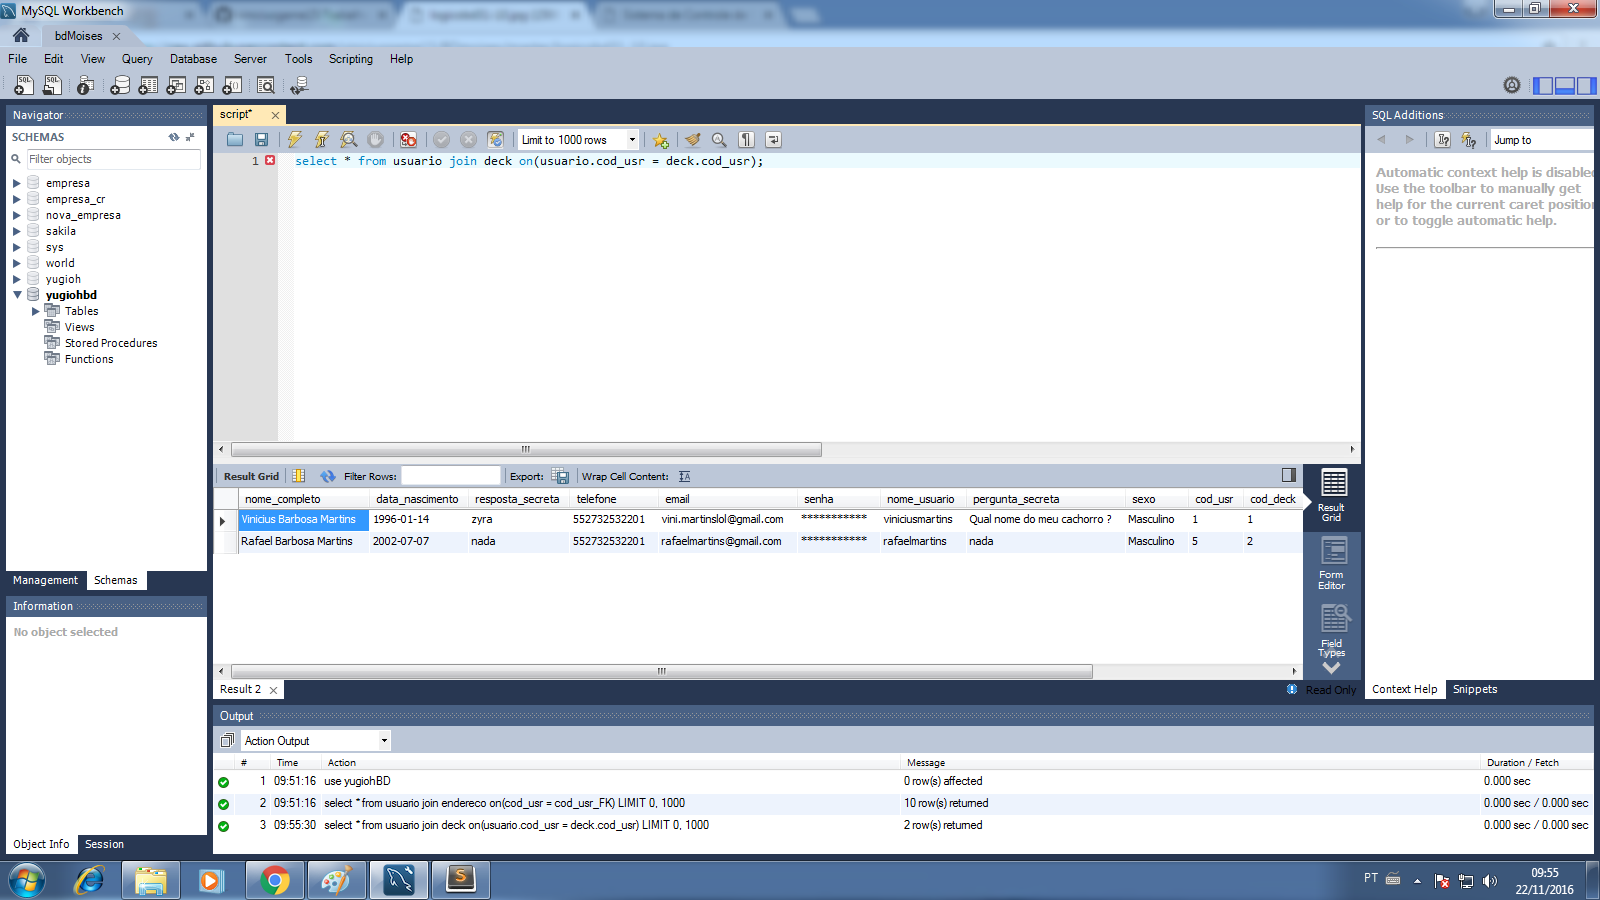 MySQL Workbench
bdMoises
File Edit View Query Database Server Tools Scripting Help
Navigator
SCHEMAS
Filter objects
empresa
empresa_cr
nova_empresa
sakila
sys
world
yugioh
yugiohbd
Tables
Views
Stored Procedures
Functions
Management Schemas
Information
No object selected
Object Info Session
script*
Limit to 1000 rows
1 select * from usuario join deck on(usuario.cod_usr = deck.cod_usr);
Result Grid Filter Rows: Export: Wrap Cell Content:
nome_completo data_nascimento resposta_secreta telefone email senha nome_usuario pergunta_secreta sexo cod_usr cod_deck
Vinicius Barbosa Martins 1996-01-14 zyra 552732532201 vini.martinslol@gmail.com *********** viniciusmartins Qual nome do meu cachorro ? Masculino 1 1
Rafael Barbosa Martins 2002-07-07 nada 552732532201 rafaelmartins@gmail.com *********** rafaelmartins nada Masculino 5 2
Result
Grid
Form
Editor
Field
Types
Result 2
Read Only
SQL Additions
Jump to
Automatic context help is disabled
Use the toolbar to manually get
help for the current caret position
or to toggle automatic help.
Context Help Snippets
Output
Action Output
# Time Action Message Duration / Fetch
1 09:51:16 use yugiohBD 0 row(s) affected 0.000 sec
2 09:51:16 select * from usuario join endereco on(cod_usr = cod_usr_FK) LIMIT 0, 1000 10 row(s) returned 0.000 sec / 0.000 sec
3 09:55:30 select * from usuario join deck on(usuario.cod_usr = deck.cod_usr) LIMIT 0, 1000 2 row(s) returned 0.000 sec / 0.000 sec
PT
09:55
22/11/2016